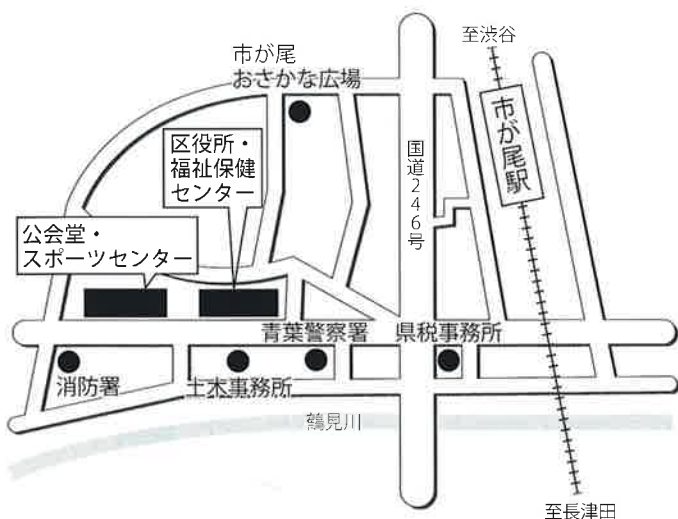 至渋谷
市が尾
おさかな広場
市が尾駅
区役所・
福祉保健
センター
国道246号
公会堂・
スポーツセンター
青葉警察署
県税事務所
消防署
土木事務所
鶴見川
至長津田